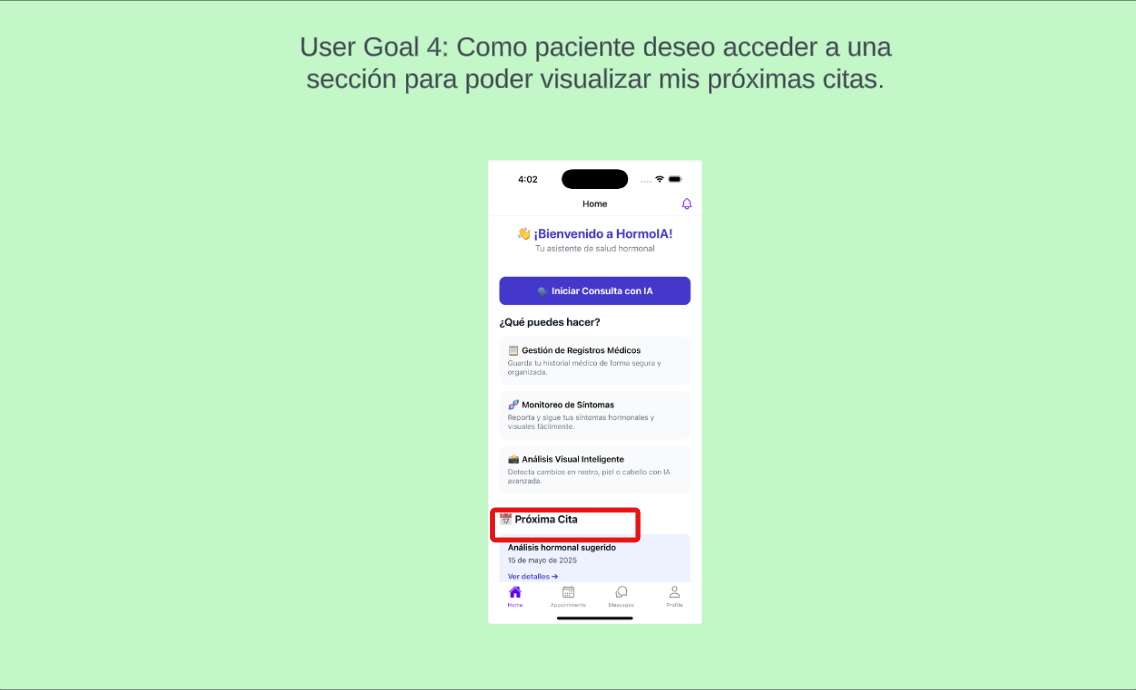 User Goal 4: Como paciente deseo acceder a una
sección para poder visualizar mis próximas citas.
4:02
Home
👋 ¡Bienvenido a HormoIA!
Tu asistente de salud hormonal
Iniciar Consulta con IA
¿Qué puedes hacer?
Gestión de Registros Médicos
Guarda tu historial médico de forma segura y
organizada.
Monitoreo de Síntomas
Reporta y sigue tus síntomas hormonales y
visuales fácilmente.
Análisis Visual Inteligente
Detecta cambios en rostro, piel o cabello con IA
avanzada.
Próxima Cita
Análisis hormonal sugerido
15 de mayo de 2025
Ver detalles →
Home Appointments Messages Profile